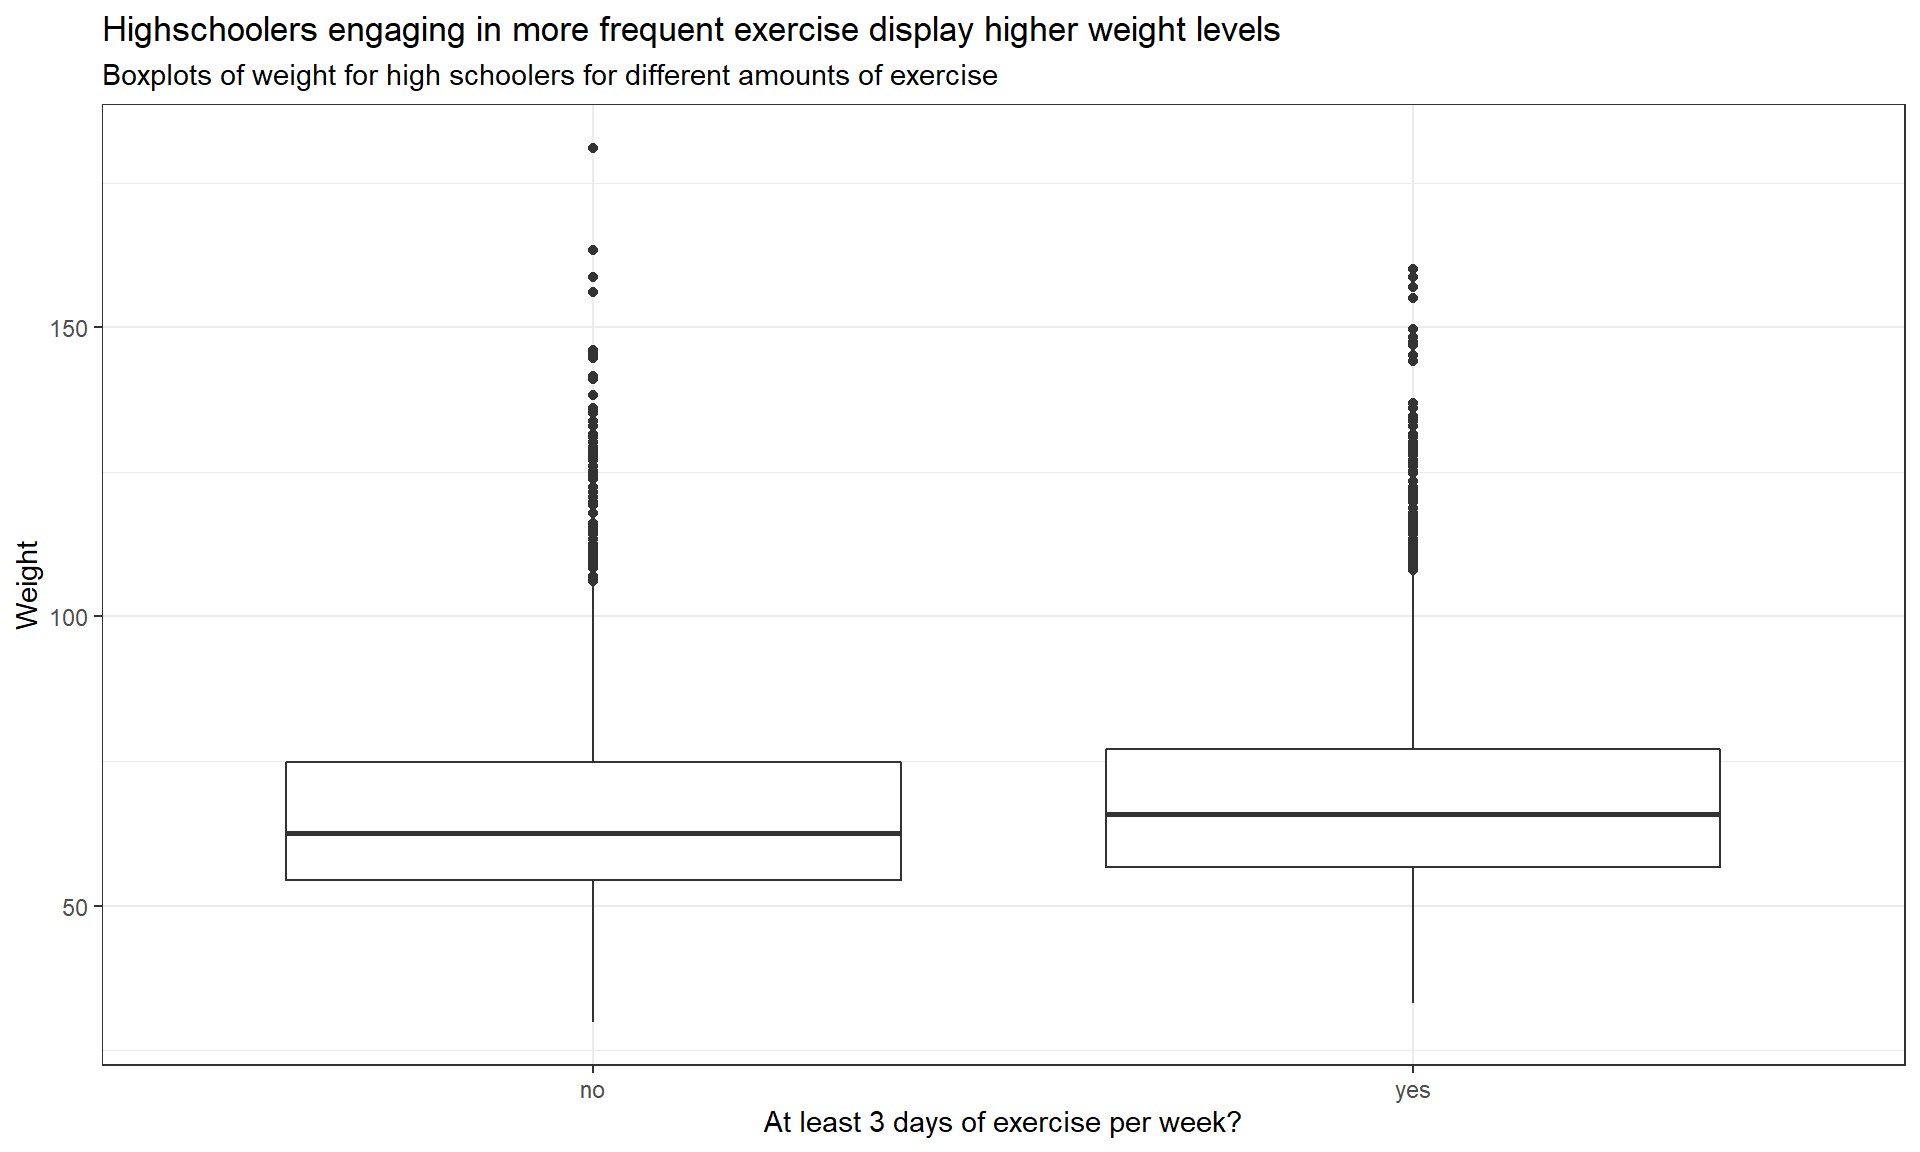 Highschoolers engaging in more frequent exercise display higher weight levels
Boxplots of weight for high schoolers for different amounts of exercise
150
100
50
Weight
no
yes
At least 3 days of exercise per week?